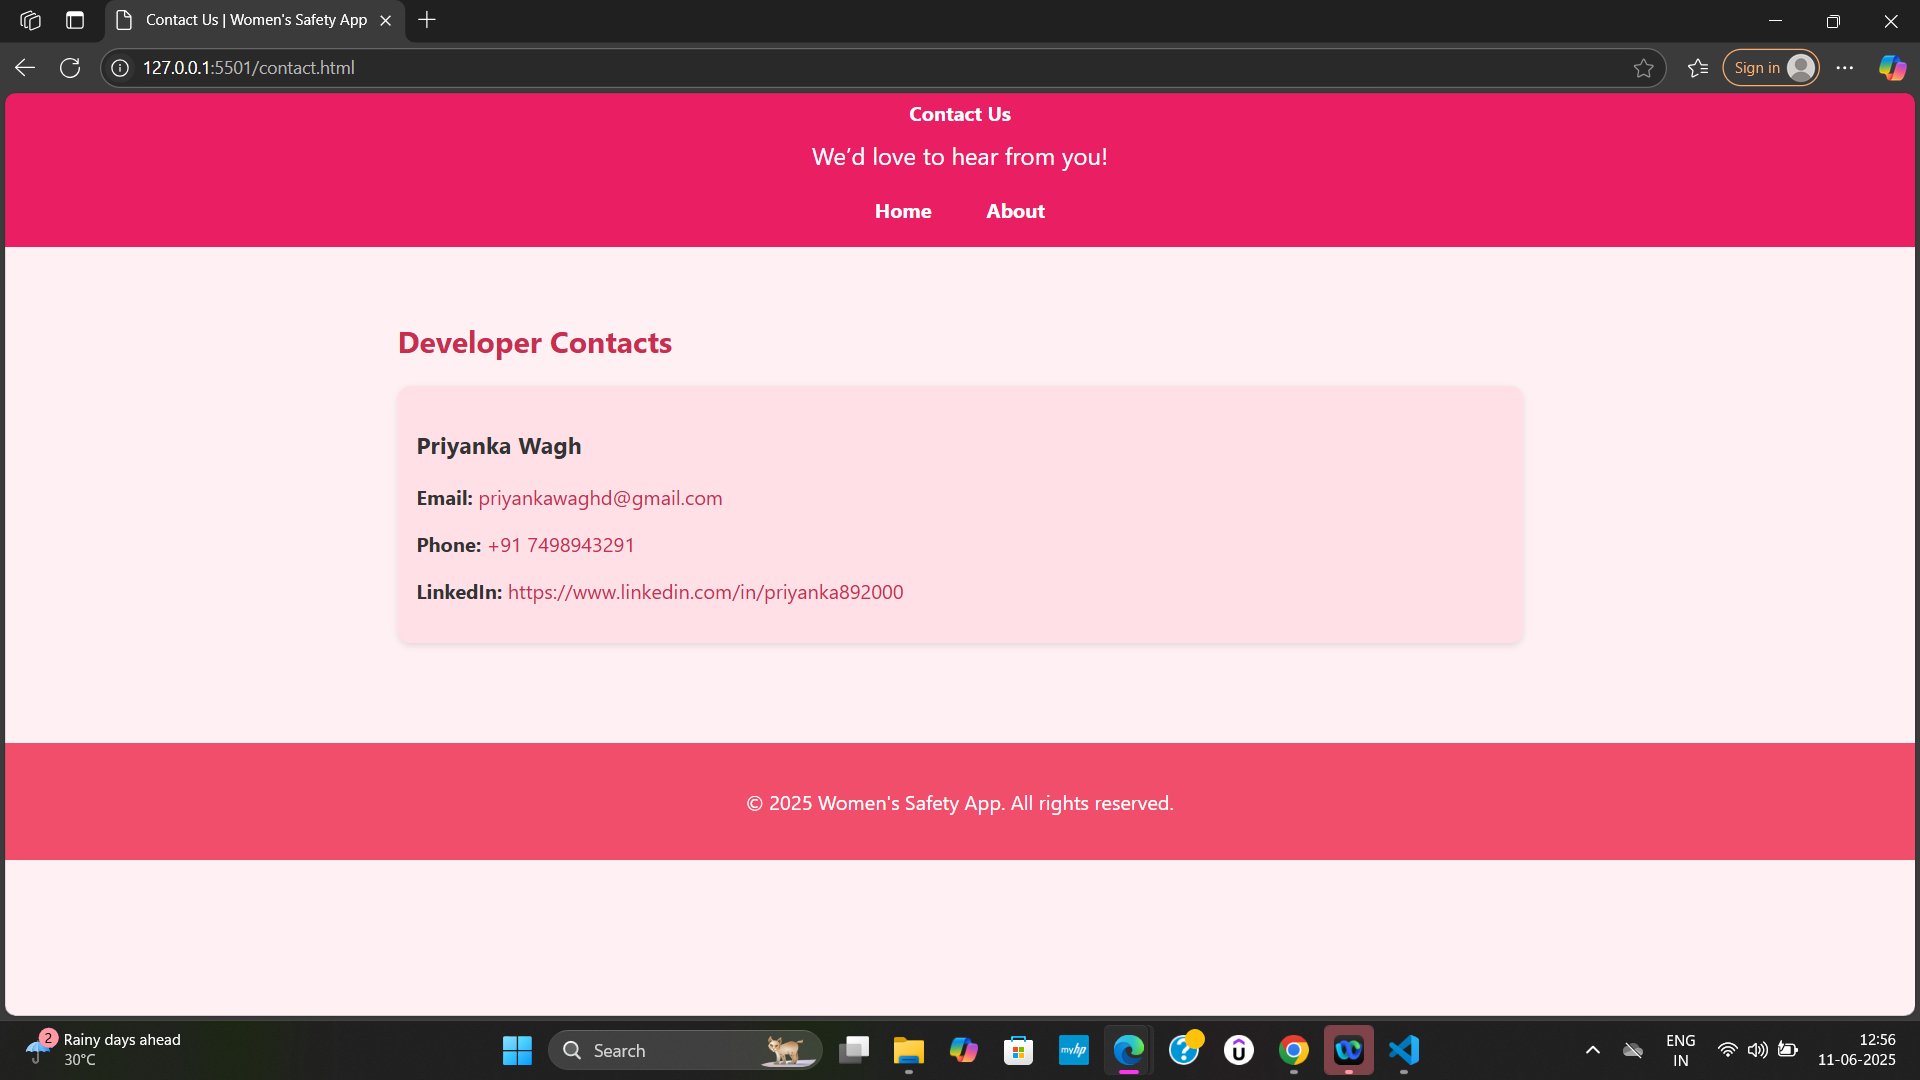 Contact Us | Women's Safety App
127.0.0.1:5501/contact.html
Sign in
Contact Us
We’d love to hear from you!
Home About
Developer Contacts
Priyanka Wagh
Email: priyankawaghd@gmail.com
Phone: +91 7498943291
LinkedIn: https://www.linkedin.com/in/priyanka892000
© 2025 Women's Safety App. All rights reserved.
2
Rainy days ahead
30°C
Search
myhp
ENG
IN
12:56
11-06-2025